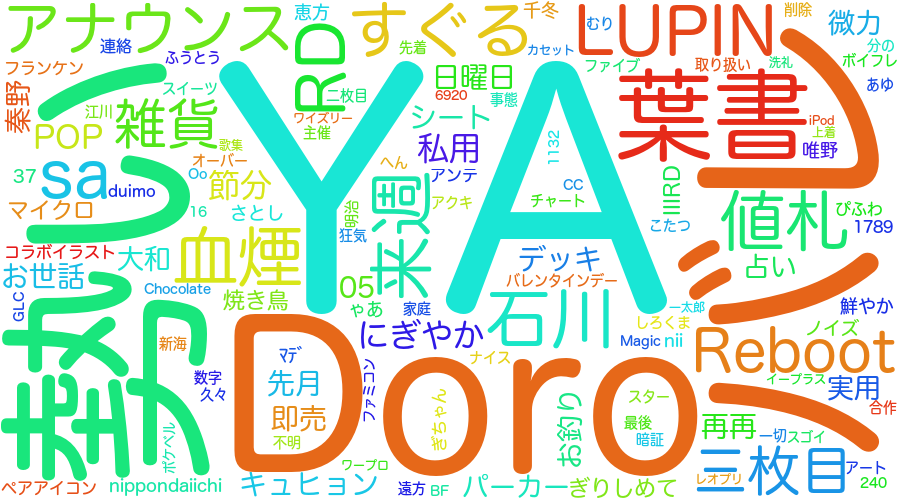 アナウンス
すぐる
LUPIN
削除
恵方
千冬
むり
微力
連絡
RD
先着
カセット
分の
ふうとう
ファイブ
取り扱い
洗礼
ボイフレ
フランケン
日曜日
スイーツ
二枚目
6920
事態
あゆ
秦野
雑貨
江川
ワイズリー
シート
葉書
iPod
上着
POP
主催
歌集
私用
1132
唯野
オーバー
へん
YA
37
sa
duimo
Oo
節分
アンテ
CC
IIIRD
マイクロ
16
さとし
明治
来週
アクキ
チャート
こたつ
値札
ぴふわ
1789
コラボイラスト
大和
血煙
狂気
デッキ
占い
お世話
Chocolate
焼き鳥
05
バレンタインデー
GLC
ゃあ
家庭
石川
一太郎
鮮やか
新海
にぎやか
しろくま
ノイズ
Magic
nii
Reboot
マデ
ナイス
数字
先月
Doro
イープラス
実用
久々
ファミコン
スター
合作
即売
ぎちゃん
お釣り
最後
再再
一切
スゴイ
ポケベル
不明
暗証
三枚目
アート
ワープロ
レオプリ
240
ペアアイコン
nippondaiichi
キュヒョン
遠方
BF
パーカー
ぎりしめて